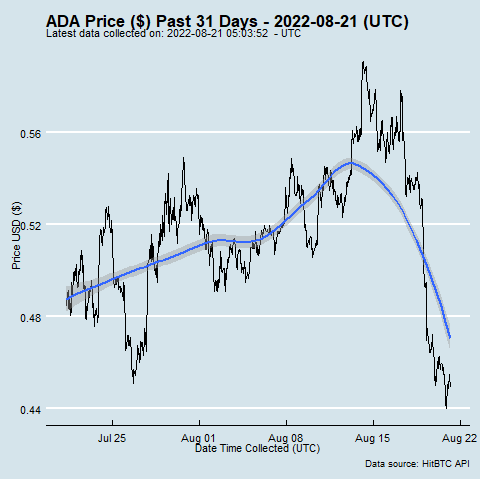 ADA Price ($) Past 31 Days - 2022-08-21 (UTC)
Latest data collected on: 2022-08-21 05:03:52  - UTC
Price USD ($)
0.56
0.52
0.48
0.44
Jul 25
Aug 01
Aug 08
Aug 15
Aug 22
Date Time Collected (UTC)
Data source: HitBTC API